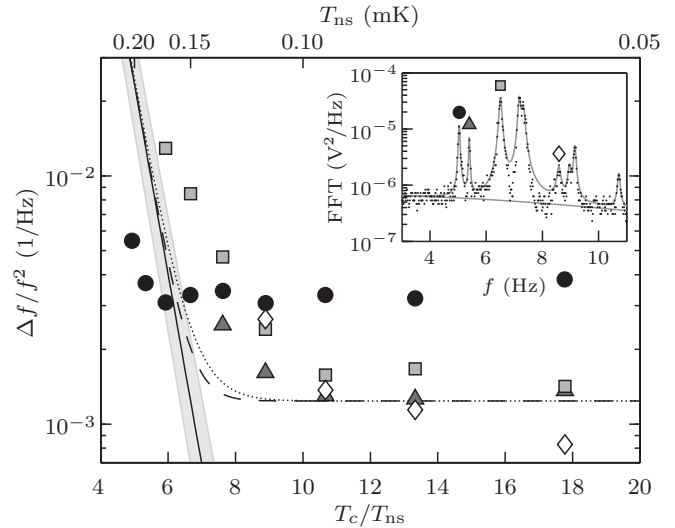 T_ns (mK)
0.20 0.15 0.10 0.05
10^−4
10^−5
10^−6
10^−7
FFT (V^2/Hz)
4 6 8 10
f (Hz)
10^−2
10^−3
Δf/f^2 (1/Hz)
4 6 8 10 12 14 16 18 20
T_c/T_ns